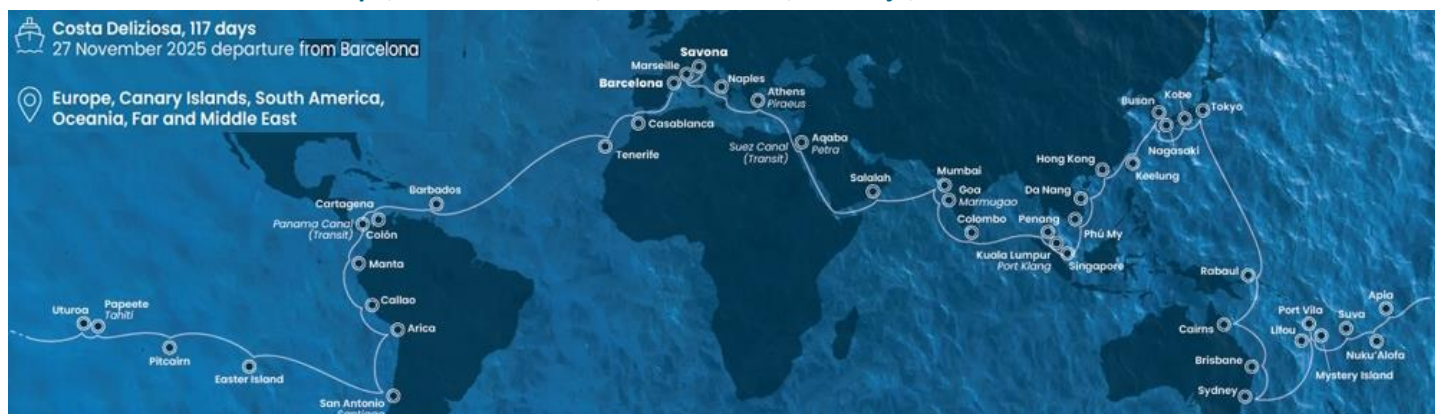 Costa Deliziosa, 117 days
27 November 2025 departure from Barcelona
Europe, Canary Islands, South America,
Oceania, Far and Middle East
Savona
Marseille
Barcelona
Naples
Athens
Piraeus
Casablanca
Tenerife
Suez Canal
(Transit)
Aqaba
Petra
Salalah
Mumbai
Goa
Marmugao
Colombo
Penang
Kuala Lumpur
Port Klang
Singapore
Phú My
Da Nang
Hong Kong
Keelung
Busan
Nagasaki
Kobe
Tokyo
Rabaul
Cairns
Brisbane
Sydney
Port Vila
Lifou
Mystery Island
Suva
Nuku'Alofa
Apia
Barbados
Cartagena
Panama Canal
(Transit)
Colón
Manta
Callao
Arica
San Antonio
Santiago
Easter Island
Pitcairn
Papeete
Tahiti
Uturoa